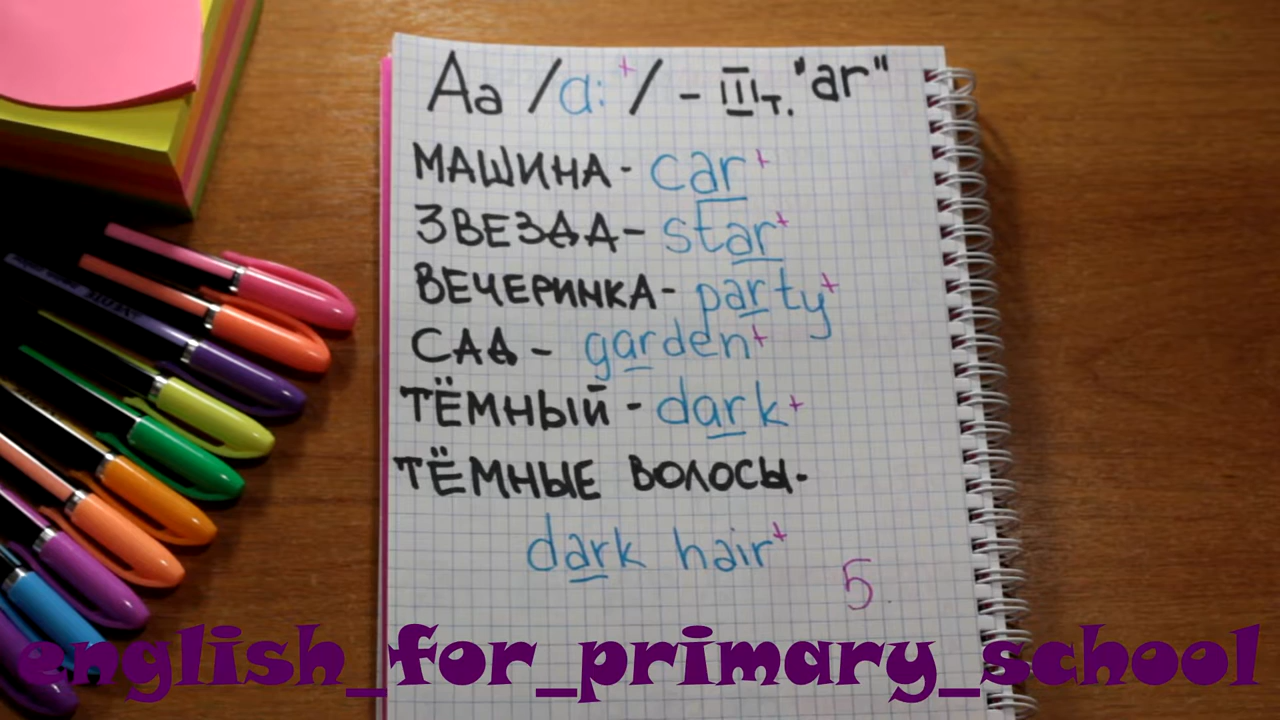 Aa /ɑ:⁺/ - III т. "ar"
МАШИНА - car⁺
ЗВЕЗДА - star⁺
ВЕЧЕРИНКА - party⁺
САД - garden⁺
ТЁМНЫЙ - dark⁺
ТЁМНЫЕ ВОЛОСЫ -
dark hair⁺
5
english_for_primary_school